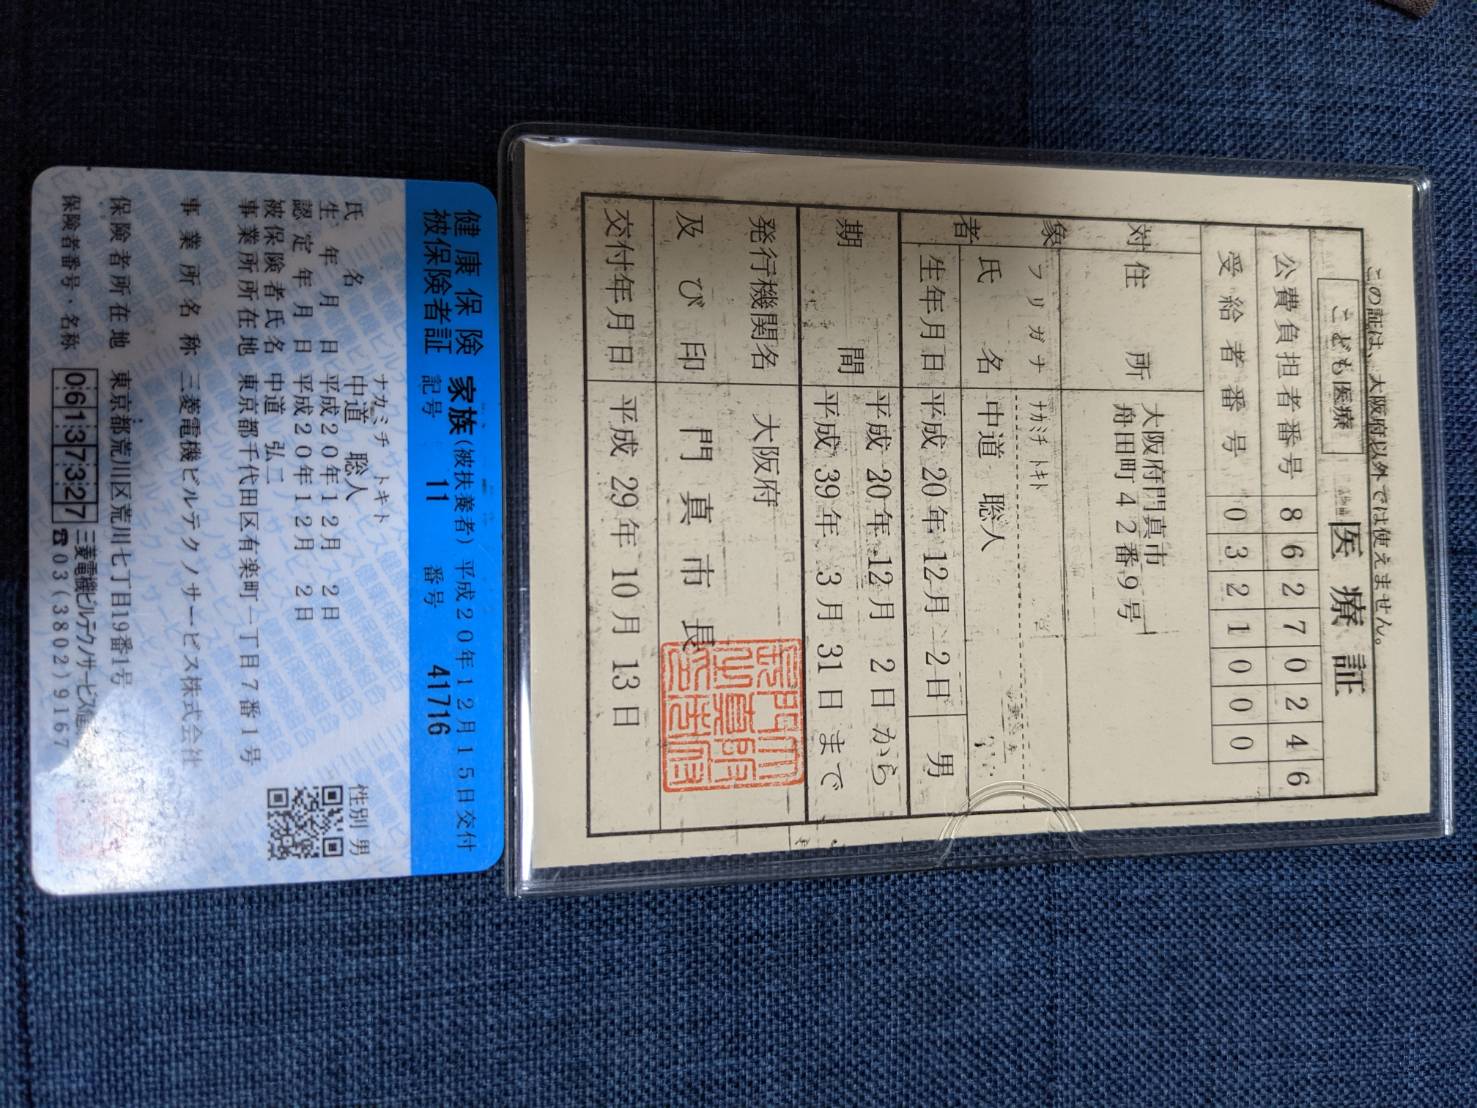 この証は、大阪府以外では使えません。
こども医療 医療証
公費負担者番号 8 6 2 7 0 2 4 6
受給者番号 0 3 2 1 0 0 0
対象者
住所 大阪府門真市
舟田町42番9号
フリガナ ナカミチ トキト
氏名 中道 聡人
生年月日 平成 20年 12月 2日 男
期間 平成 20年 12月 2日 から
平成 39年 3月 31日 まで
発行機関名 大阪府
及び印 門真市長
交付年月日 平成 29年 10月 13日
健康保険 家族(被扶養者) 平成20年12月15日交付
被保険者証 記号 11 番号 41716
ナカミチ トキト
氏名 中道 聡人 性別 男
生年月日 平成20年12月 2日
認定年月日 平成20年12月 2日
被保険者氏名 中道 弘二
事業所所在地 東京都千代田区有楽町一丁目7番1号
事業所名称 三菱電機ビルテクノサービス株式会社
保険者所在地 東京都荒川区荒川七丁目19番1号
保険者番号・名称 06137327 三菱電機ビルテクノサービス
☎03(3802)9167